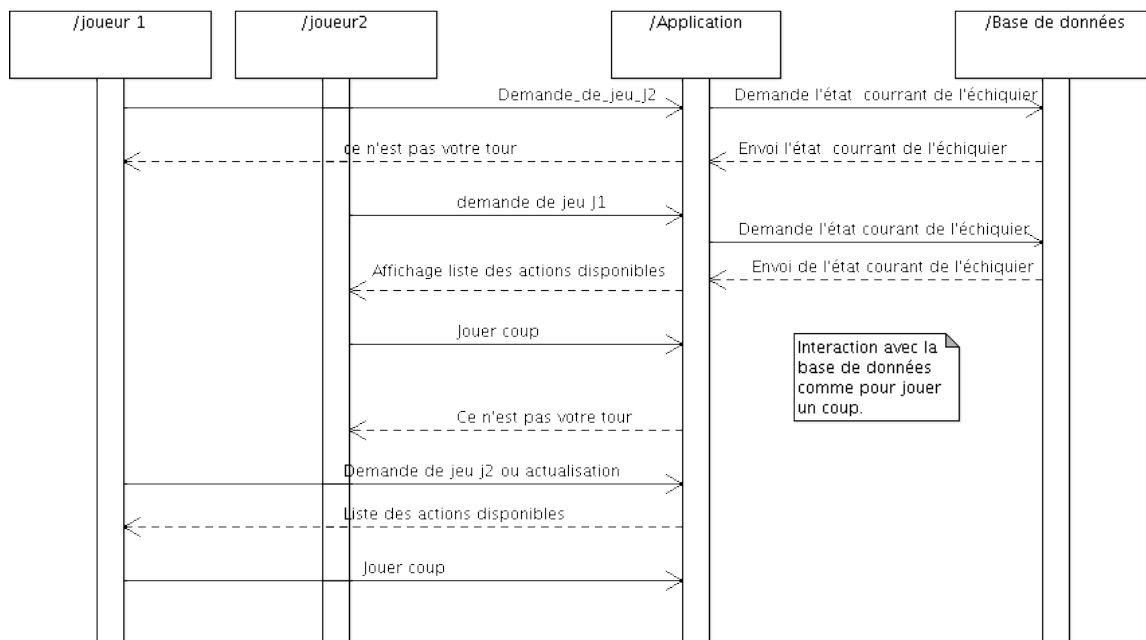 /joueur 1
/joueur2
/Application
/Base de données
Demande_de_jeu_J2
Demande l'état  courrant de l'échiquier
ce n'est pas votre tour
Envoi l'état  courrant de l'échiquier
demande de jeu J1
Demande l'état courant de l'échiquier
Affichage liste des actions disponibles
Envoi de l'état courant de l'échiquier
Jouer coup
Interaction avec la
base de données
comme pour jouer
un coup.
Ce n'est pas votre tour
Demande de jeu j2 ou actualisation
Liste des actions disponibles
Jouer coup